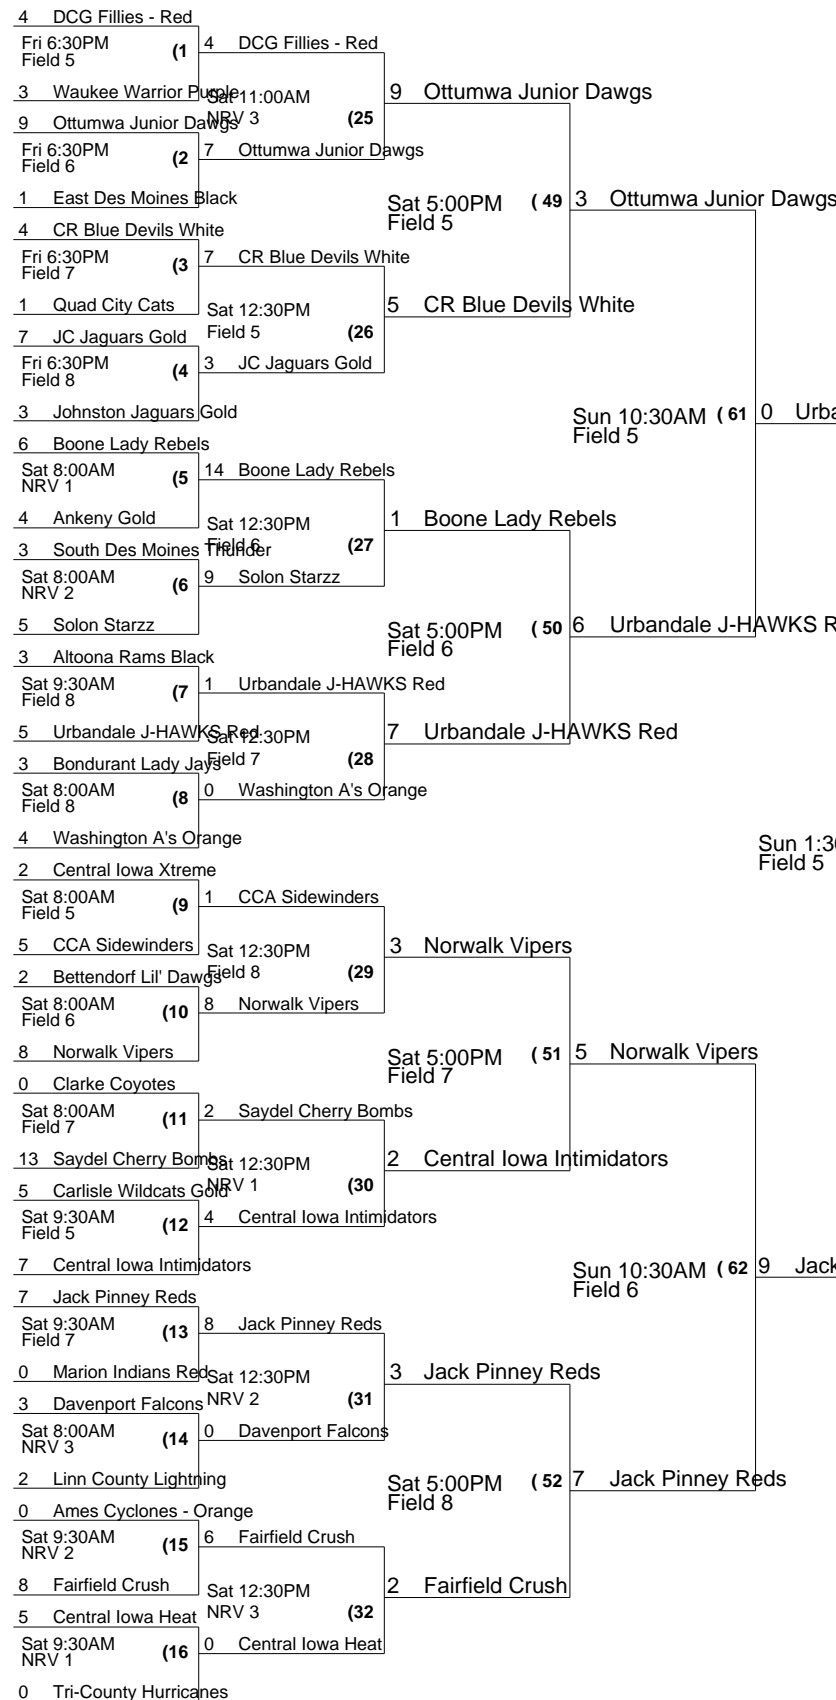 4 DCG Fillies - Red
Fri 6:30PM
Field 5
(1
3 Waukee Warrior Purple
9 Ottumwa Junior Dawgs
Fri 6:30PM
Field 6
(2
1 East Des Moines Black
4 CR Blue Devils White
Fri 6:30PM
Field 7
(3
1 Quad City Cats
7 JC Jaguars Gold
Fri 6:30PM
Field 8
(4
3 Johnston Jaguars Gold
6 Boone Lady Rebels
Sat 8:00AM
NRV 1
(5
4 Ankeny Gold
3 South Des Moines Thunder
Sat 8:00AM
NRV 2
(6
5 Solon Starzz
3 Altoona Rams Black
Sat 9:30AM
Field 8
(7
5 Urbandale J-HAWKS Red
3 Bondurant Lady Jays
Sat 8:00AM
Field 8
(8
4 Washington A's Orange
2 Central Iowa Xtreme
Sat 8:00AM
Field 5
(9
5 CCA Sidewinders
2 Bettendorf Lil' Dawgs
Sat 8:00AM
Field 6
(10
8 Norwalk Vipers
0 Clarke Coyotes
Sat 8:00AM
Field 7
(11
13 Saydel Cherry Bombs
5 Carlisle Wildcats Gold
Sat 9:30AM
Field 5
(12
7 Central Iowa Intimidators
7 Jack Pinney Reds
Sat 9:30AM
Field 7
(13
0 Marion Indians Red
3 Davenport Falcons
Sat 8:00AM
NRV 3
(14
2 Linn County Lightning
0 Ames Cyclones - Orange
Sat 9:30AM
NRV 2
(15
8 Fairfield Crush
5 Central Iowa Heat
Sat 9:30AM
NRV 1
(16
0 Tri-County Hurricanes
4 DCG Fillies - Red
Sat 11:00AM
NRV 3
(25
7 Ottumwa Junior Dawgs
7 CR Blue Devils White
Sat 12:30PM
Field 5
(26
3 JC Jaguars Gold
14 Boone Lady Rebels
Sat 12:30PM
Field 6
(27
9 Solon Starzz
1 Urbandale J-HAWKS Red
Sat 12:30PM
Field 7
(28
0 Washington A's Orange
1 CCA Sidewinders
Sat 12:30PM
Field 8
(29
8 Norwalk Vipers
2 Saydel Cherry Bombs
Sat 12:30PM
NRV 1
(30
4 Central Iowa Intimidators
8 Jack Pinney Reds
Sat 12:30PM
NRV 2
(31
0 Davenport Falcons
6 Fairfield Crush
Sat 12:30PM
NRV 3
(32
0 Central Iowa Heat
9 Ottumwa Junior Dawgs
Sat 5:00PM
Field 5
( 49
5 CR Blue Devils White
1 Boone Lady Rebels
Sat 5:00PM
Field 6
( 50
7 Urbandale J-HAWKS Red
3 Norwalk Vipers
Sat 5:00PM
Field 7
( 51
2 Central Iowa Intimidators
3 Jack Pinney Reds
Sat 5:00PM
Field 8
( 52
2 Fairfield Crush
3 Ottumwa Junior Dawgs
Sun 10:30AM
Field 5
( 61
6 Urbandale J-HAWKS R
5 Norwalk Vipers
Sun 10:30AM
Field 6
( 62
7 Jack Pinney Reds
0 Urba
Sun 1:3
Field 5
9 Jack